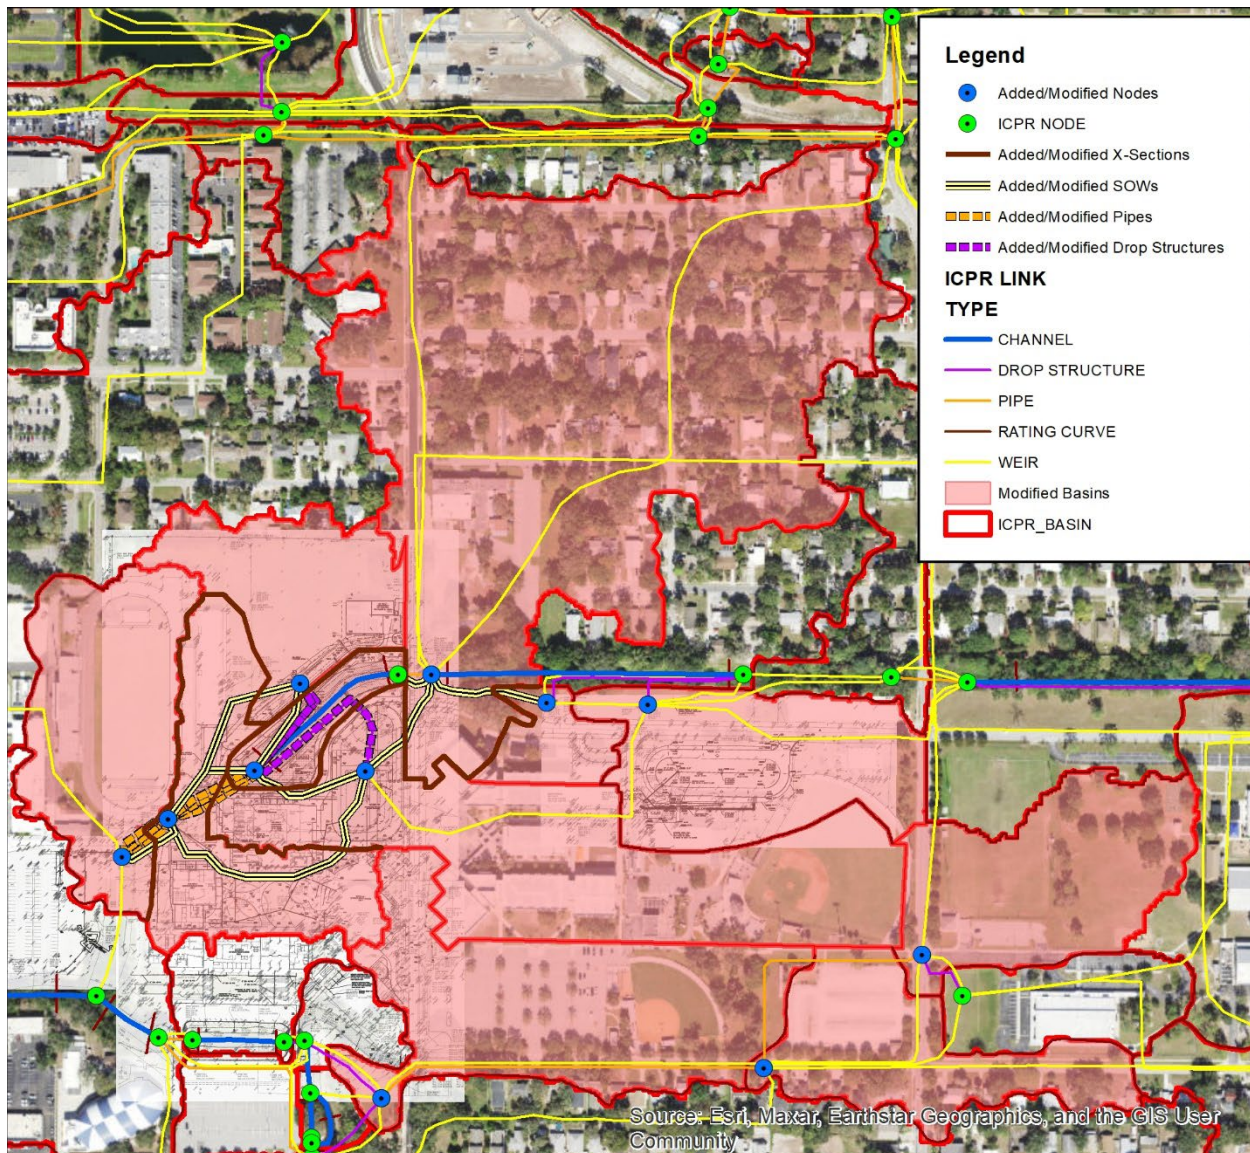 Legend
Added/Modified Nodes
ICPR NODE
Added/Modified X-Sections
Added/Modified SOWs
Added/Modified Pipes
Added/Modified Drop Structures
ICPR LINK
TYPE
CHANNEL
DROP STRUCTURE
PIPE
RATING CURVE
WEIR
Modified Basins
ICPR_BASIN
Source: Esri, Maxar, Earthstar Geographics, and the GIS User
Community